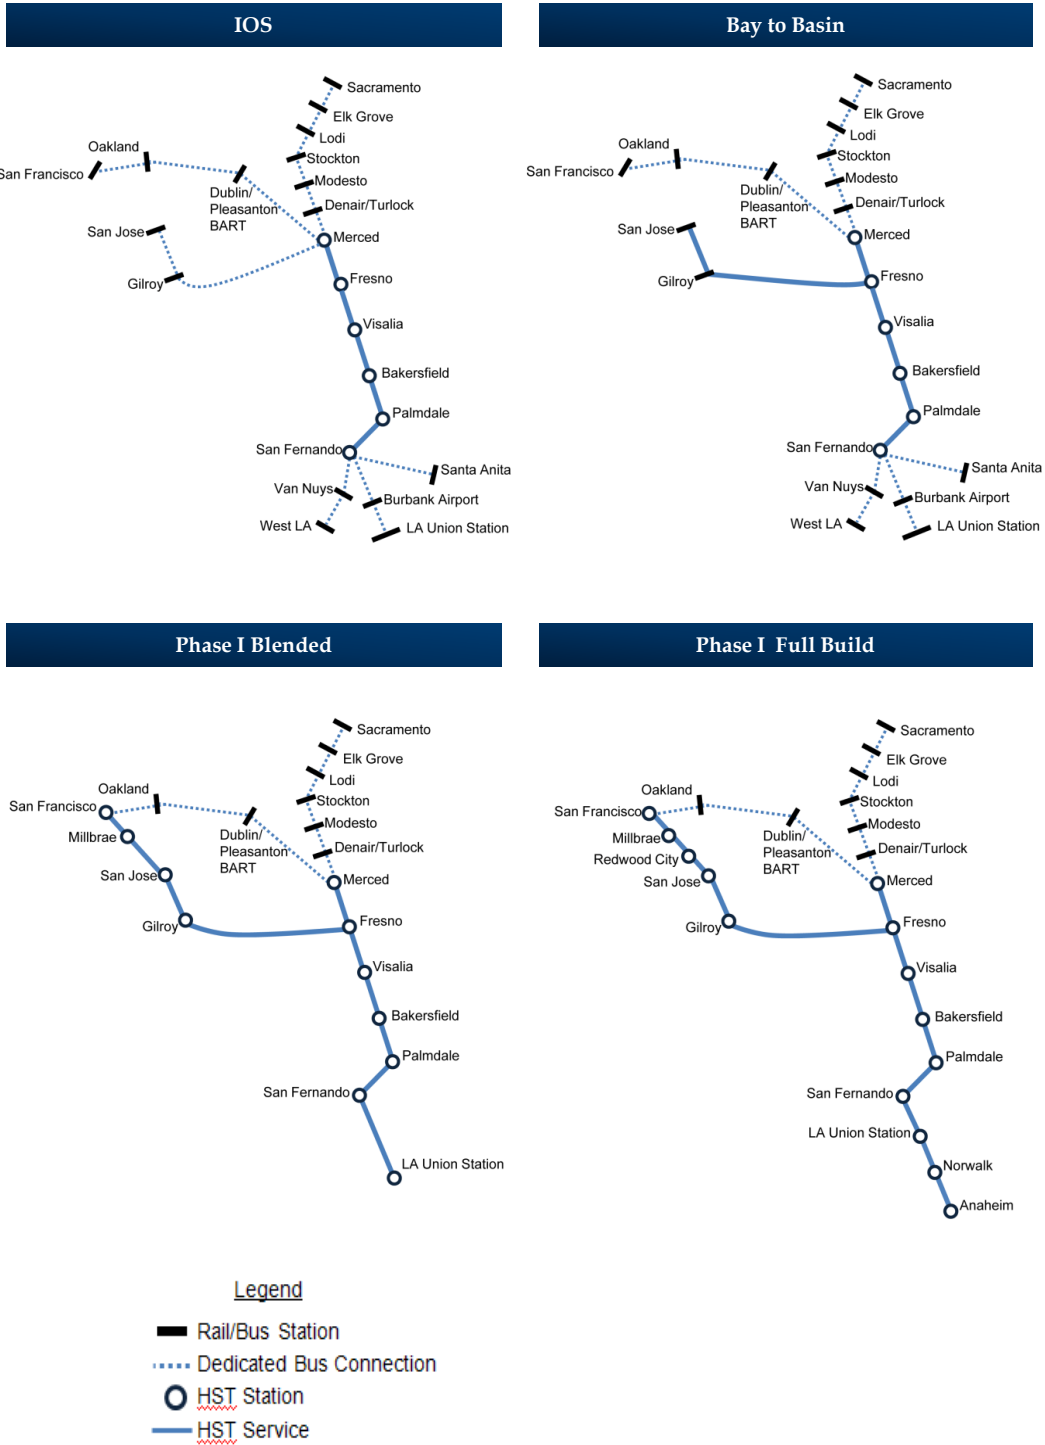 IOS
Sacramento
Elk Grove
Lodi
Oakland
Stockton
San Francisco
Modesto
Dublin/
Pleasanton
BART
Denair/Turlock
San Jose
Merced
Gilroy
Fresno
Visalia
Bakersfield
Palmdale
San Fernando
Santa Anita
Van Nuys
Burbank Airport
West LA
LA Union Station
Bay to Basin
Sacramento
Elk Grove
Lodi
Oakland
Stockton
San Francisco
Modesto
Dublin/
Pleasanton
BART
Denair/Turlock
San Jose
Merced
Gilroy
Fresno
Visalia
Bakersfield
Palmdale
San Fernando
Santa Anita
Van Nuys
Burbank Airport
West LA
LA Union Station
Phase I Blended
Sacramento
Elk Grove
Lodi
Oakland
Stockton
San Francisco
Modesto
Millbrae
Dublin/
Pleasanton
BART
Denair/Turlock
San Jose
Merced
Gilroy
Fresno
Visalia
Bakersfield
Palmdale
San Fernando
LA Union Station
Phase I Full Build
Sacramento
Elk Grove
Lodi
Oakland
Stockton
San Francisco
Modesto
Millbrae
Dublin/
Pleasanton
BART
Denair/Turlock
Redwood City
San Jose
Merced
Gilroy
Fresno
Visalia
Bakersfield
Palmdale
San Fernando
LA Union Station
Norwalk
Anaheim
Legend
Rail/Bus Station
Dedicated Bus Connection
HST Station
HST Service